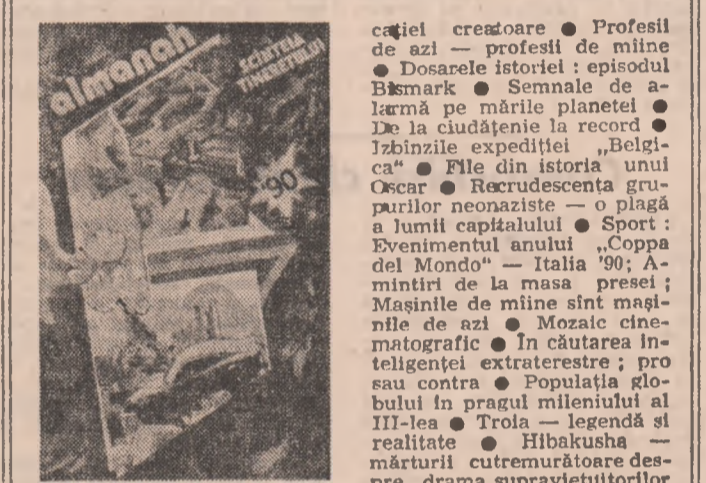 almanah
SCÎNTEIA
TINERETULUI
'90
cației creatoare ● Profesii
de azi — profesii de mîine
● Dosarele istoriei : episodul
Bismark ● Semnale de a-
larmă pe mările planetei ●
De la ciudățenie la record ●
Izbînzile expediției „Belgi-
ca“ ● File din istoria unui
Oscar ● Recrudescența gru-
purilor neonaziste — o plagă
a lumii capitalului ● Sport :
Evenimentul anului „Coppa
del Mondo“ — Italia '90; A-
mintiri de la masa presei ;
Mașinile de mîine sînt mași-
nile de azi ● Mozaic cine-
matografic ● În căutarea in-
teligenței extraterestre ; pro
sau contra ● Populația glo-
bului în pragul mileniului al
III-lea ● Troia — legendă și
realitate ● Hibakusha —
mărturii cutremurătoare des-
pre drama supraviețuitorilor